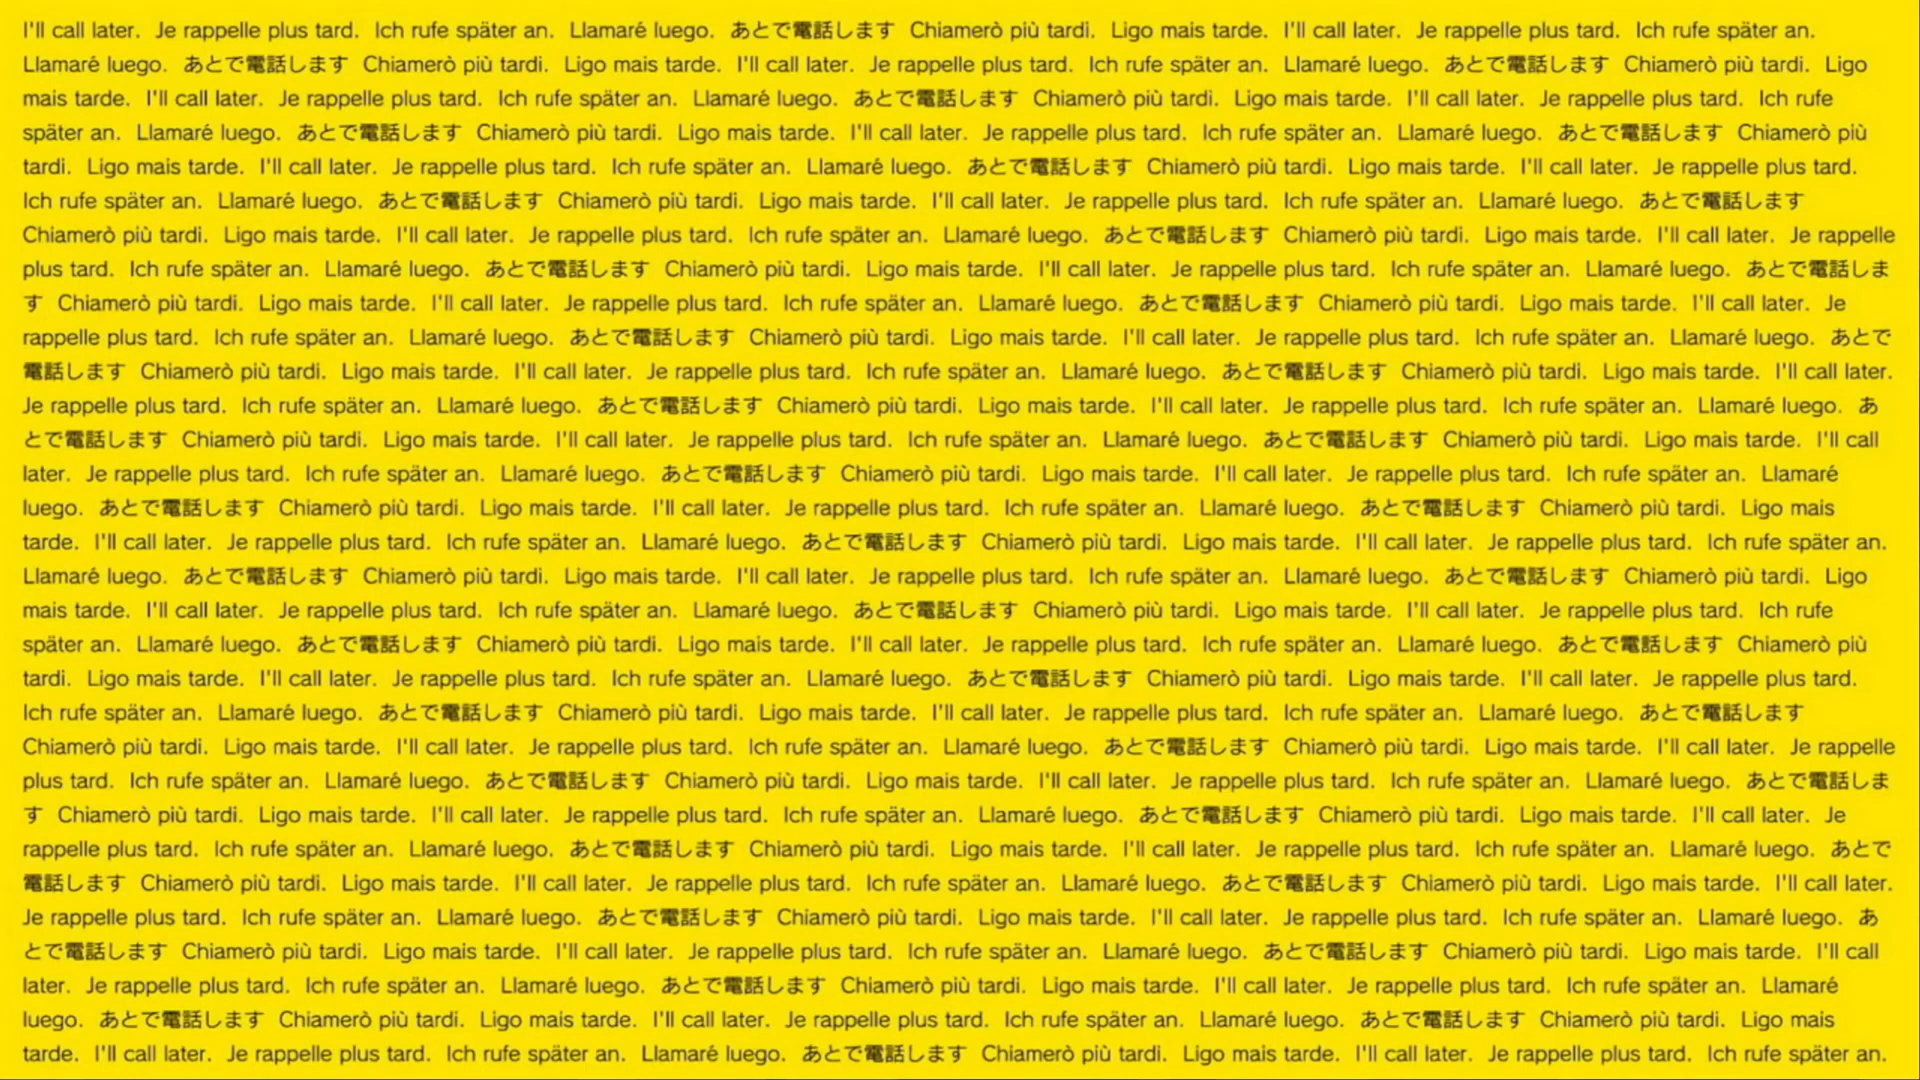 I'll call later. Je rappelle plus tard. Ich rufe später an. Llamaré luego. あとで電話します Chiamerò più tardi. Ligo mais tarde. I'll call later. Je rappelle plus tard. Ich rufe später an.
Llamaré luego. あとで電話します Chiamerò più tardi. Ligo mais tarde. I'll call later. Je rappelle plus tard. Ich rufe später an. Llamaré luego. あとで電話します Chiamerò più tardi. Ligo
mais tarde. I'll call later. Je rappelle plus tard. Ich rufe später an. Llamaré luego. あとで電話します Chiamerò più tardi. Ligo mais tarde. I'll call later. Je rappelle plus tard. Ich rufe
später an. Llamaré luego. あとで電話します Chiamerò più tardi. Ligo mais tarde. I'll call later. Je rappelle plus tard. Ich rufe später an. Llamaré luego. あとで電話します Chiamerò più
tardi. Ligo mais tarde. I'll call later. Je rappelle plus tard. Ich rufe später an. Llamaré luego. あとで電話します Chiamerò più tardi. Ligo mais tarde. I'll call later. Je rappelle plus tard.
Ich rufe später an. Llamaré luego. あとで電話します Chiamerò più tardi. Ligo mais tarde. I'll call later. Je rappelle plus tard. Ich rufe später an. Llamaré luego. あとで電話します
Chiamerò più tardi. Ligo mais tarde. I'll call later. Je rappelle plus tard. Ich rufe später an. Llamaré luego. あとで電話します Chiamerò più tardi. Ligo mais tarde. I'll call later. Je rappelle
plus tard. Ich rufe später an. Llamaré luego. あとで電話します Chiamerò più tardi. Ligo mais tarde. I'll call later. Je rappelle plus tard. Ich rufe später an. Llamaré luego. あとで電話しま
す Chiamerò più tardi. Ligo mais tarde. I'll call later. Je rappelle plus tard. Ich rufe später an. Llamaré luego. あとで電話します Chiamerò più tardi. Ligo mais tarde. I'll call later. Je
rappelle plus tard. Ich rufe später an. Llamaré luego. あとで電話します Chiamerò più tardi. Ligo mais tarde. I'll call later. Je rappelle plus tard. Ich rufe später an. Llamaré luego. あとで
電話します Chiamerò più tardi. Ligo mais tarde. I'll call later. Je rappelle plus tard. Ich rufe später an. Llamaré luego. あとで電話します Chiamerò più tardi. Ligo mais tarde. I'll call later.
Je rappelle plus tard. Ich rufe später an. Llamaré luego. あとで電話します Chiamerò più tardi. Ligo mais tarde. I'll call later. Je rappelle plus tard. Ich rufe später an. Llamaré luego. あ
とで電話します Chiamerò più tardi. Ligo mais tarde. I'll call later. Je rappelle plus tard. Ich rufe später an. Llamaré luego. あとで電話します Chiamerò più tardi. Ligo mais tarde. I'll call
later. Je rappelle plus tard. Ich rufe später an. Llamaré luego. あとで電話します Chiamerò più tardi. Ligo mais tarde. I'll call later. Je rappelle plus tard. Ich rufe später an. Llamaré
luego. あとで電話します Chiamerò più tardi. Ligo mais tarde. I'll call later. Je rappelle plus tard. Ich rufe später an. Llamaré luego. あとで電話します Chiamerò più tardi. Ligo mais
tarde. I'll call later. Je rappelle plus tard. Ich rufe später an. Llamaré luego. あとで電話します Chiamerò più tardi. Ligo mais tarde. I'll call later. Je rappelle plus tard. Ich rufe später an.
Llamaré luego. あとで電話します Chiamerò più tardi. Ligo mais tarde. I'll call later. Je rappelle plus tard. Ich rufe später an. Llamaré luego. あとで電話します Chiamerò più tardi. Ligo
mais tarde. I'll call later. Je rappelle plus tard. Ich rufe später an. Llamaré luego. あとで電話します Chiamerò più tardi. Ligo mais tarde. I'll call later. Je rappelle plus tard. Ich rufe
später an. Llamaré luego. あとで電話します Chiamerò più tardi. Ligo mais tarde. I'll call later. Je rappelle plus tard. Ich rufe später an. Llamaré luego. あとで電話します Chiamerò più
tardi. Ligo mais tarde. I'll call later. Je rappelle plus tard. Ich rufe später an. Llamaré luego. あとで電話します Chiamerò più tardi. Ligo mais tarde. I'll call later. Je rappelle plus tard.
Ich rufe später an. Llamaré luego. あとで電話します Chiamerò più tardi. Ligo mais tarde. I'll call later. Je rappelle plus tard. Ich rufe später an. Llamaré luego. あとで電話します
Chiamerò più tardi. Ligo mais tarde. I'll call later. Je rappelle plus tard. Ich rufe später an. Llamaré luego. あとで電話します Chiamerò più tardi. Ligo mais tarde. I'll call later. Je rappelle
plus tard. Ich rufe später an. Llamaré luego. あとで電話します Chiamerò più tardi. Ligo mais tarde. I'll call later. Je rappelle plus tard. Ich rufe später an. Llamaré luego. あとで電話しま
す Chiamerò più tardi. Ligo mais tarde. I'll call later. Je rappelle plus tard. Ich rufe später an. Llamaré luego. あとで電話します Chiamerò più tardi. Ligo mais tarde. I'll call later. Je
rappelle plus tard. Ich rufe später an. Llamaré luego. あとで電話します Chiamerò più tardi. Ligo mais tarde. I'll call later. Je rappelle plus tard. Ich rufe später an. Llamaré luego. あとで
電話します Chiamerò più tardi. Ligo mais tarde. I'll call later. Je rappelle plus tard. Ich rufe später an. Llamaré luego. あとで電話します Chiamerò più tardi. Ligo mais tarde. I'll call later.
Je rappelle plus tard. Ich rufe später an. Llamaré luego. あとで電話します Chiamerò più tardi. Ligo mais tarde. I'll call later. Je rappelle plus tard. Ich rufe später an. Llamaré luego. あ
とで電話します Chiamerò più tardi. Ligo mais tarde. I'll call later. Je rappelle plus tard. Ich rufe später an. Llamaré luego. あとで電話します Chiamerò più tardi. Ligo mais tarde. I'll call
later. Je rappelle plus tard. Ich rufe später an. Llamaré luego. あとで電話します Chiamerò più tardi. Ligo mais tarde. I'll call later. Je rappelle plus tard. Ich rufe später an. Llamaré
luego. あとで電話します Chiamerò più tardi. Ligo mais tarde. I'll call later. Je rappelle plus tard. Ich rufe später an. Llamaré luego. あとで電話します Chiamerò più tardi. Ligo mais
tarde. I'll call later. Je rappelle plus tard. Ich rufe später an. Llamaré luego. あとで電話します Chiamerò più tardi. Ligo mais tarde. I'll call later. Je rappelle plus tard. Ich rufe später an.